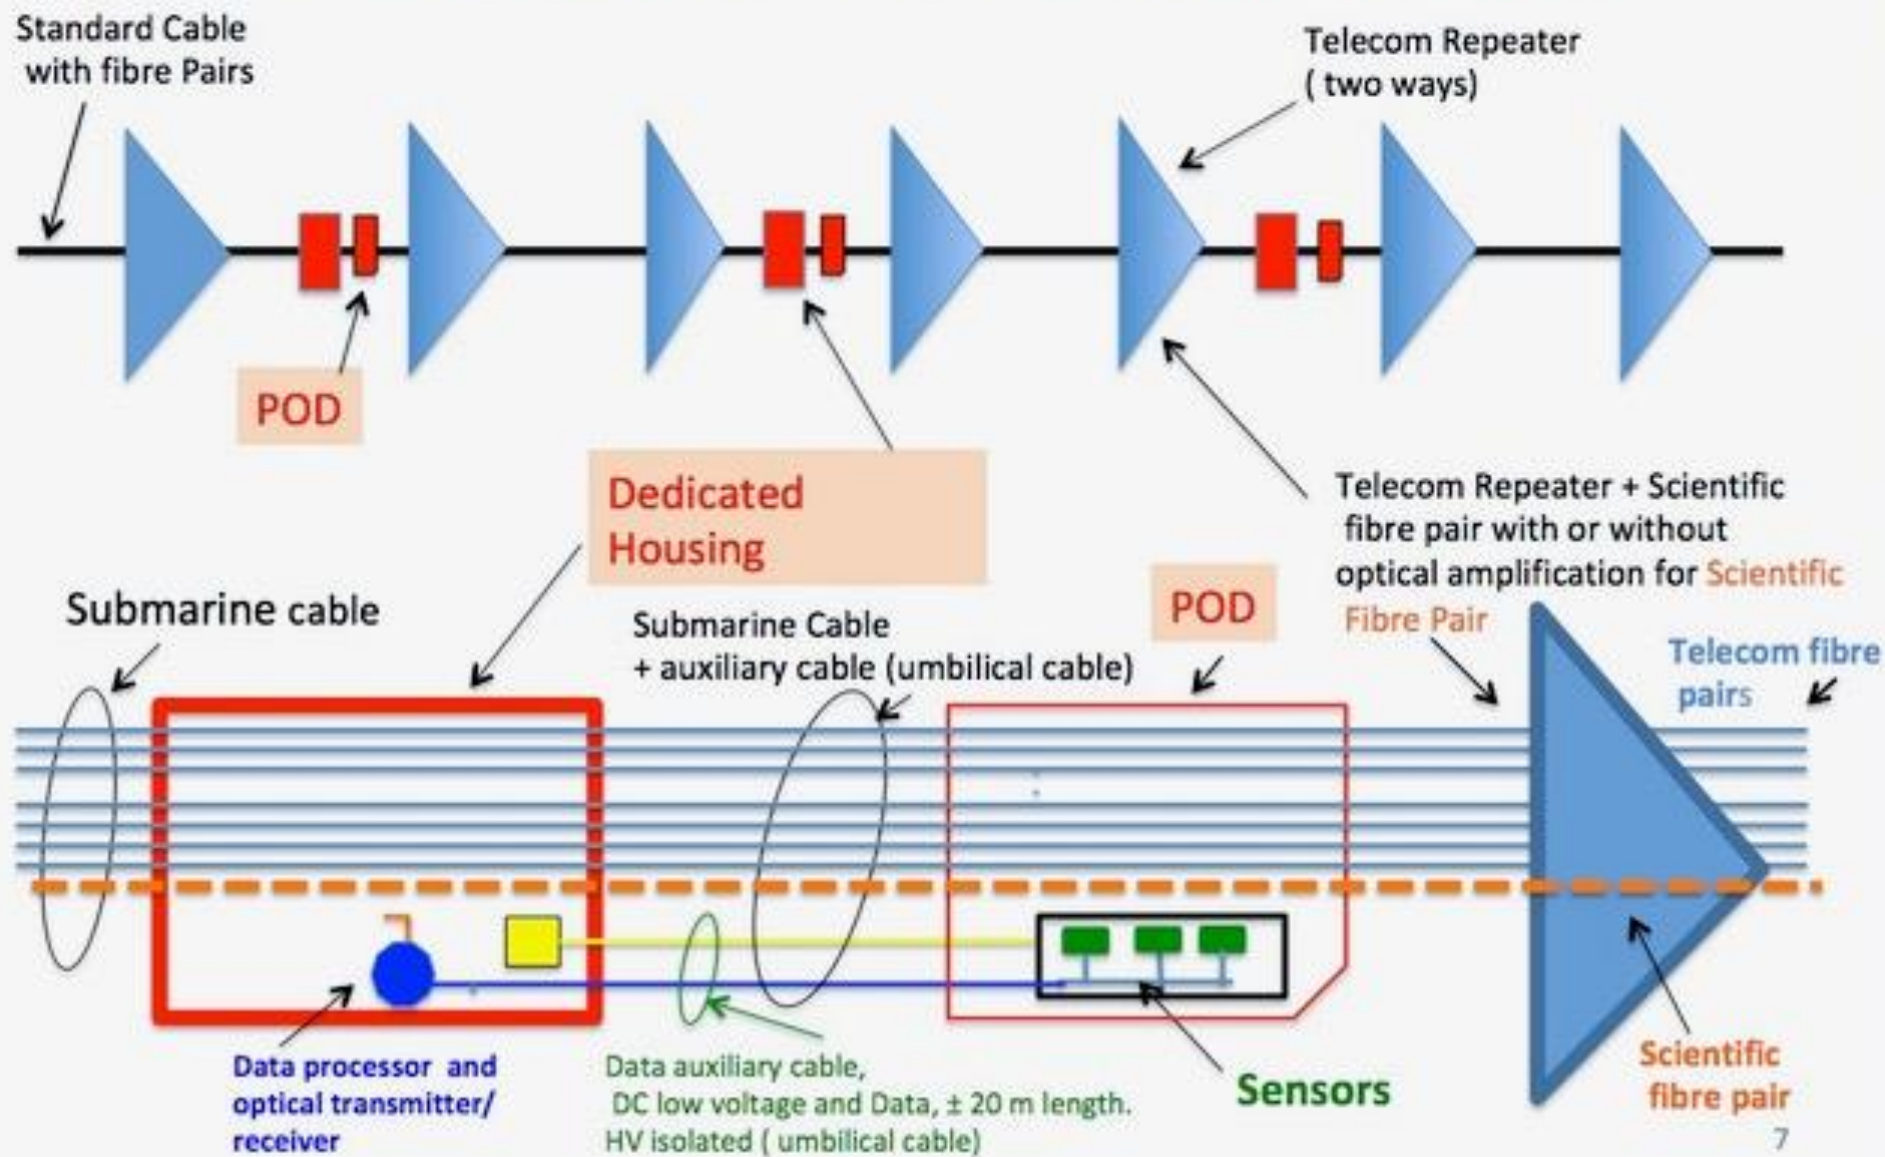 Standard Cable
with fibre Pairs
Telecom Repeater
( two ways)
POD
Dedicated
Housing
Telecom Repeater + Scientific
fibre pair with or without
optical amplification for Scientific
Fibre Pair
POD
Submarine cable
Submarine Cable
+ auxiliary cable (umbilical cable)
Telecom fibre
pairs
Data processor and
optical transmitter/
receiver
Data auxiliary cable,
DC low voltage and Data, ± 20 m length.
HV isolated ( umbilical cable)
Sensors
Scientific
fibre pair
7